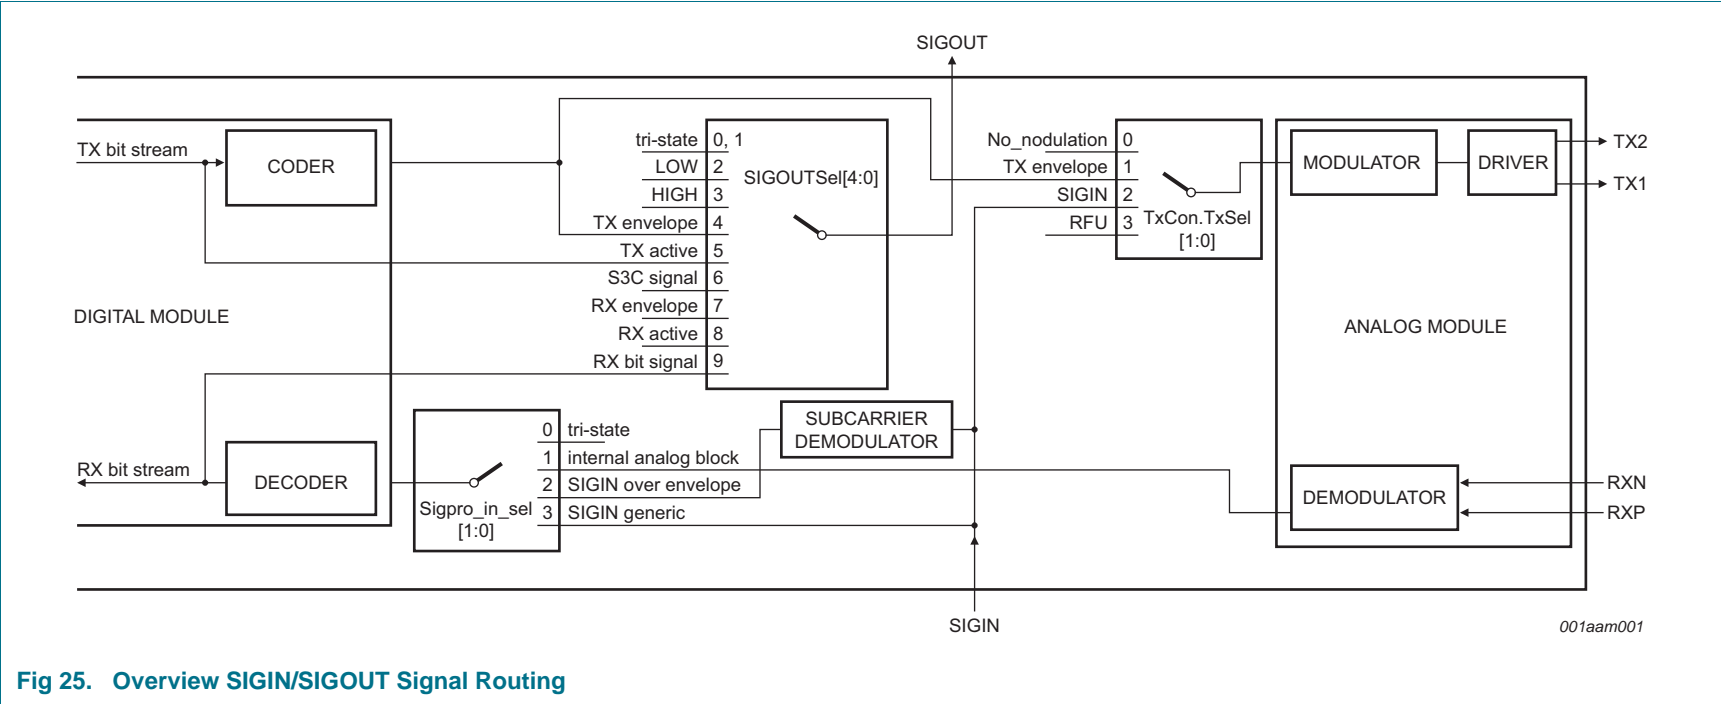 SIGOUT
TX bit stream
CODER
tri-state 0, 1
LOW 2
HIGH 3
TX envelope 4
TX active 5
S3C signal 6
RX envelope 7
RX active 8
RX bit signal 9
SIGOUTSel[4:0]
No_nodulation 0
TX envelope 1
SIGIN 2
RFU 3
TxCon.TxSel
[1:0]
MODULATOR
DRIVER
TX2
TX1
DIGITAL MODULE
ANALOG MODULE
SUBCARRIER
DEMODULATOR
RX bit stream
DECODER
Sigpro_in_sel
[1:0]
0 tri-state
1 internal analog block
2 SIGIN over envelope
3 SIGIN generic
DEMODULATOR
RXN
RXP
SIGIN
001aam001
Fig 25. Overview SIGIN/SIGOUT Signal Routing